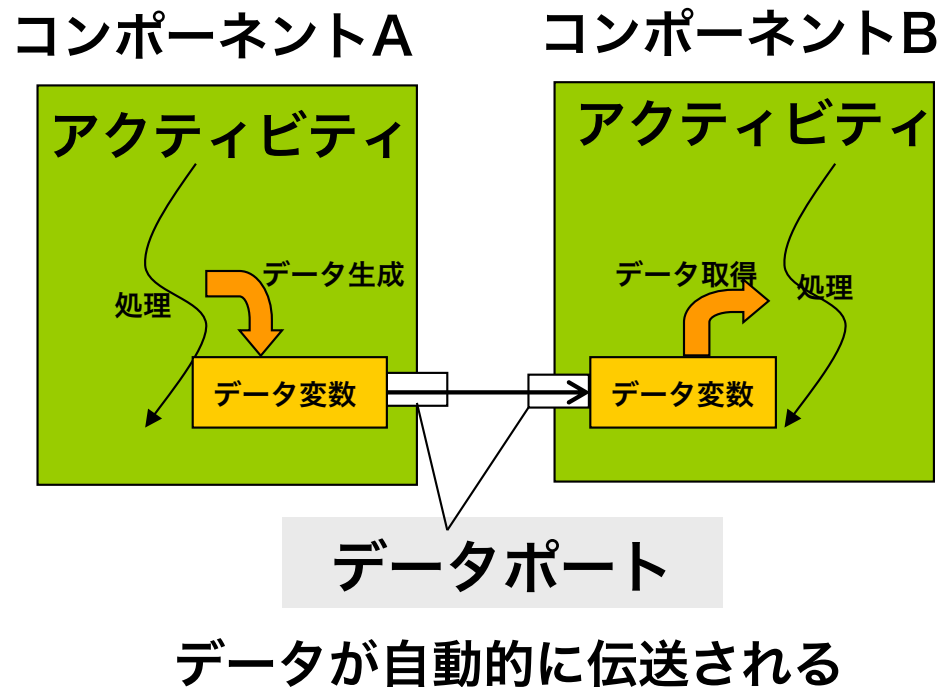 コンポーネントA
コンポーネントB
アクティビティ
アクティビティ
データ生成
データ取得
処理
処理
データ変数
データ変数
データポート
データが自動的に伝送される